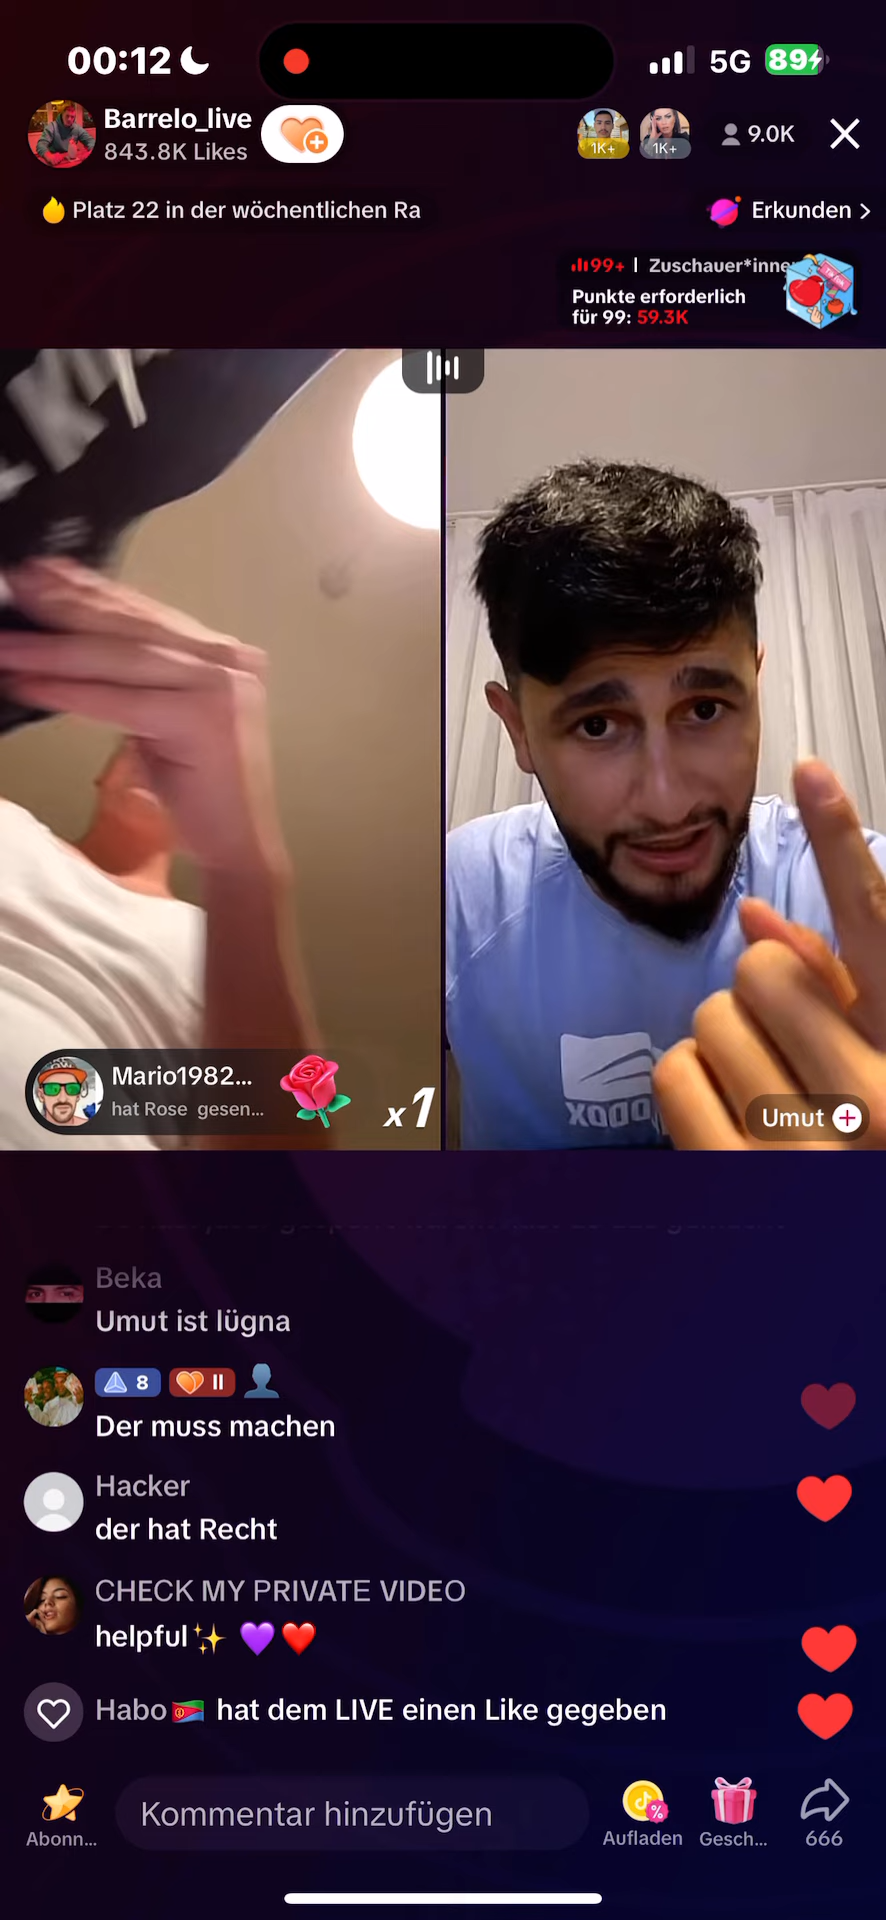 00:12
5G
89
Barrelo_live
843.8K Likes
1K+
1K+
9.0K
Platz 22 in der wöchentlichen Ra
Erkunden >
99+ | Zuschauer*inne
Punkte erforderlich
für 99: 59.3K
Mario1982...
hat Rose gesen...
x1
Umut
Beka
Umut ist lügna
8
II
Der muss machen
Hacker
der hat Recht
CHECK MY PRIVATE VIDEO
helpful✨ 💜❤️
Habo🇪🇷 hat dem LIVE einen Like gegeben
Abonn...
Kommentar hinzufügen
Aufladen
Gesch...
666